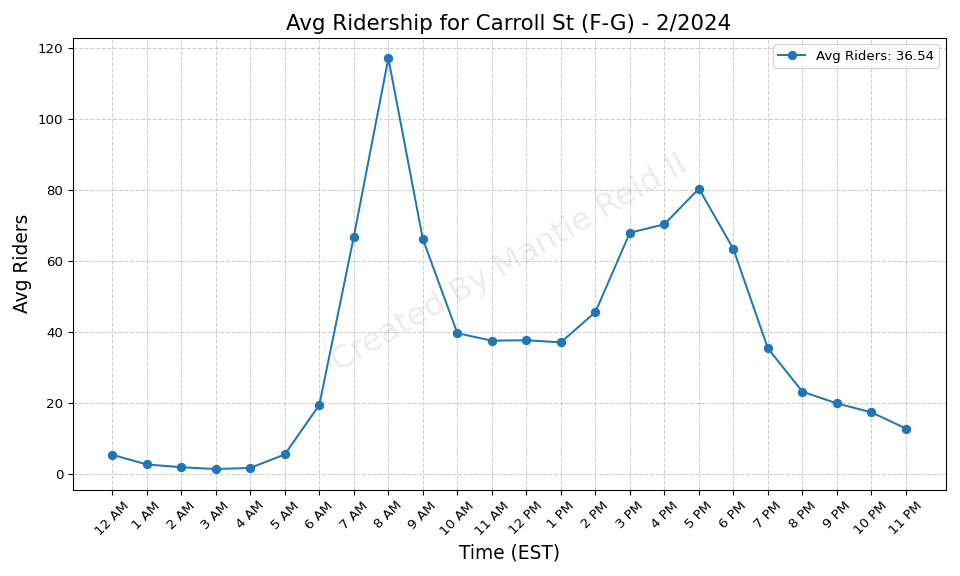 Avg Ridership for Carroll St (F-G) - 2/2024
Avg Riders: 36.54
120
100
80
60
40
20
0
Avg Riders
Created By Mantie Reid II
12 AM
1 AM
2 AM
3 AM
4 AM
5 AM
6 AM
7 AM
8 AM
9 AM
10 AM
11 AM
12 PM
1 PM
2 PM
3 PM
4 PM
5 PM
6 PM
7 PM
8 PM
9 PM
10 PM
11 PM
Time (EST)